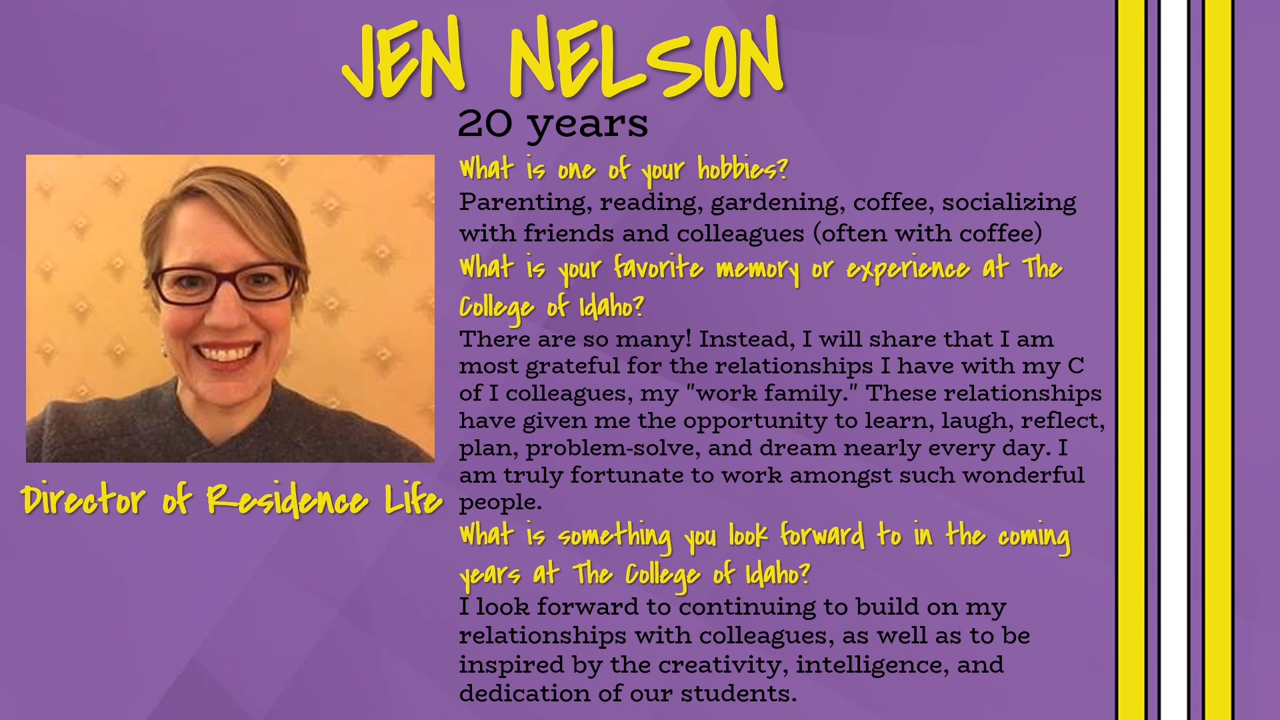 JEN NELSON
20 years
What is one of your hobbies?
Parenting, reading, gardening, coffee, socializing
with friends and colleagues (often with coffee)
What is your favorite memory or experience at The
College of Idaho?
There are so many! Instead, I will share that I am
most grateful for the relationships I have with my C
of I colleagues, my "work family." These relationships
have given me the opportunity to learn, laugh, reflect,
plan, problem-solve, and dream nearly every day. I
am truly fortunate to work amongst such wonderful
people.
What is something you look forward to in the coming
years at The College of Idaho?
I look forward to continuing to build on my
relationships with colleagues, as well as to be
inspired by the creativity, intelligence, and
dedication of our students.
Director of Residence Life